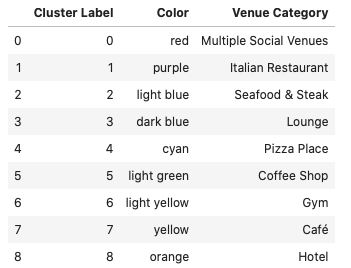 Cluster Label Color Venue Category
0 0 red Multiple Social Venues
1 1 purple Italian Restaurant
2 2 light blue Seafood & Steak
3 3 dark blue Lounge
4 4 cyan Pizza Place
5 5 light green Coffee Shop
6 6 light yellow Gym
7 7 yellow Café
8 8 orange Hotel